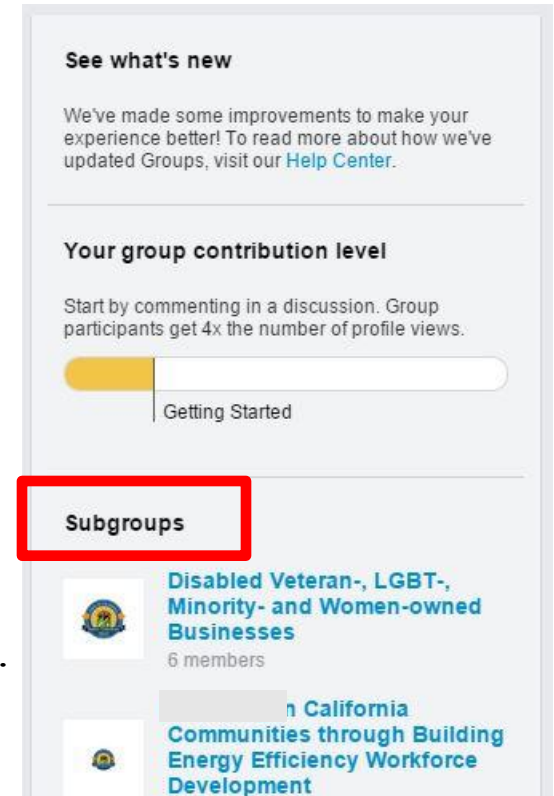 See what's new
We've made some improvements to make your
experience better! To read more about how we've
updated Groups, visit our Help Center.
Your group contribution level
Start by commenting in a discussion. Group
participants get 4x the number of profile views.
Getting Started
Subgroups
Disabled Veteran-, LGBT-,
Minority- and Women-owned
Businesses
6 members
California
Communities through Building
Energy Efficiency Workforce
Development